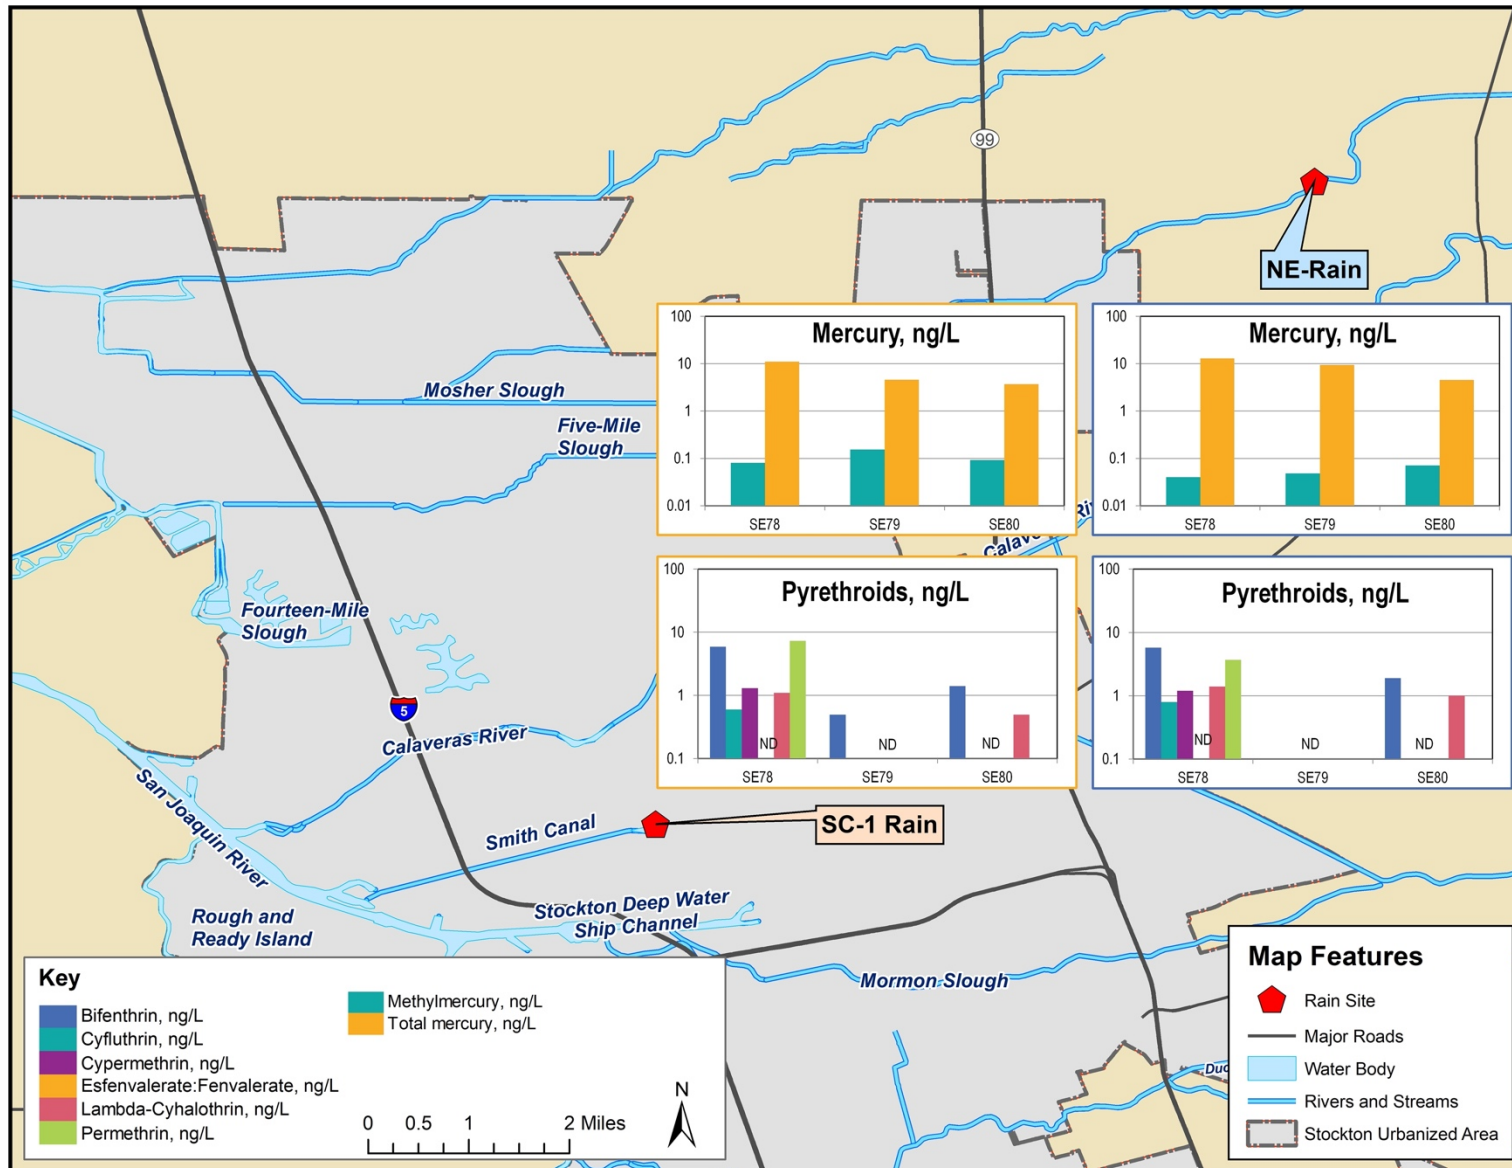 99
NE-Rain
Mosher Slough
Five-Mile
Slough
Mercury, ng/L
100
10
1
0.1
0.01
SE78
SE79
SE80
Mercury, ng/L
100
10
1
0.1
0.01
SE78
SE79
SE80
Pyrethroids, ng/L
100
10
1
0.1
ND
ND
ND
SE78
SE79
SE80
Pyrethroids, ng/L
100
10
1
0.1
ND
ND
ND
SE78
SE79
SE80
Fourteen-Mile
Slough
5
Calaveras River
San Joaquin River
Smith Canal
SC-1 Rain
Rough and
Ready Island
Stockton Deep Water
Ship Channel
Mormon Slough
Key
Bifenthrin, ng/L
Cyfluthrin, ng/L
Cypermethrin, ng/L
Esfenvalerate:Fenvalerate, ng/L
Lambda-Cyhalothrin, ng/L
Permethrin, ng/L
Methylmercury, ng/L
Total mercury, ng/L
N
0 0.5 1 2 Miles
Map Features
Rain Site
Major Roads
Water Body
Rivers and Streams
Stockton Urbanized Area